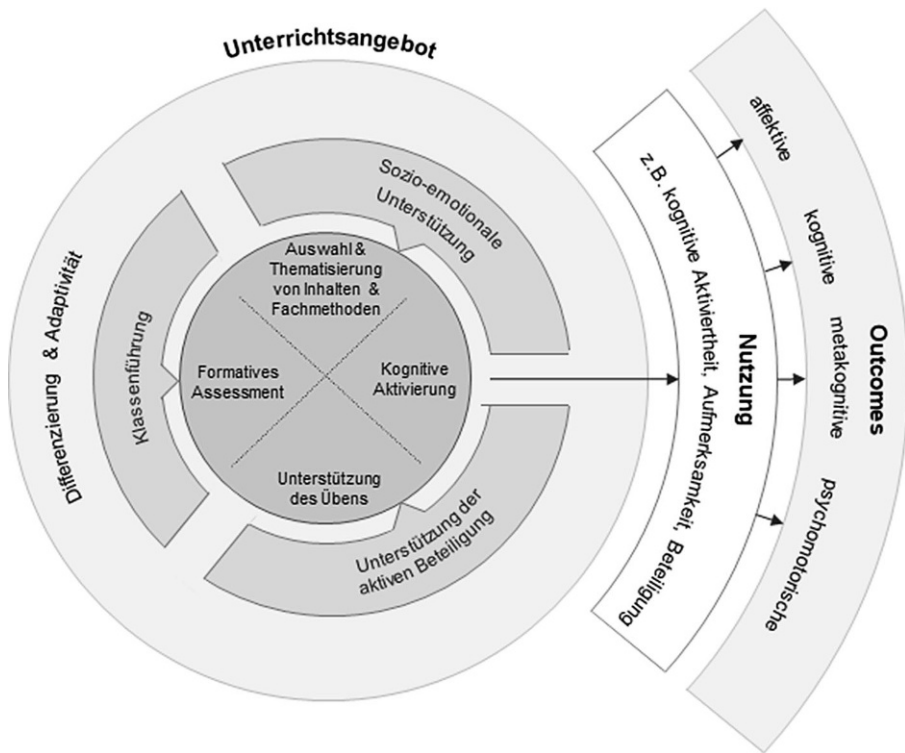 Unterrichtsangebot
Differenzierung & Adaptivität
Klassenführung
Sozio-emotionale
Unterstützung
Auswahl &
Thematisierung
von Inhalten &
Fachmethoden
Formatives
Assessment
Kognitive
Aktivierung
Unterstützung
des Übens
Unterstützung der
aktiven Beteiligung
z.B. kognitive Aktiviertheit, Aufmerksamkeit, Beteiligung
Nutzung
affektive
kognitive
metakognitive
psychomotorische
Outcomes